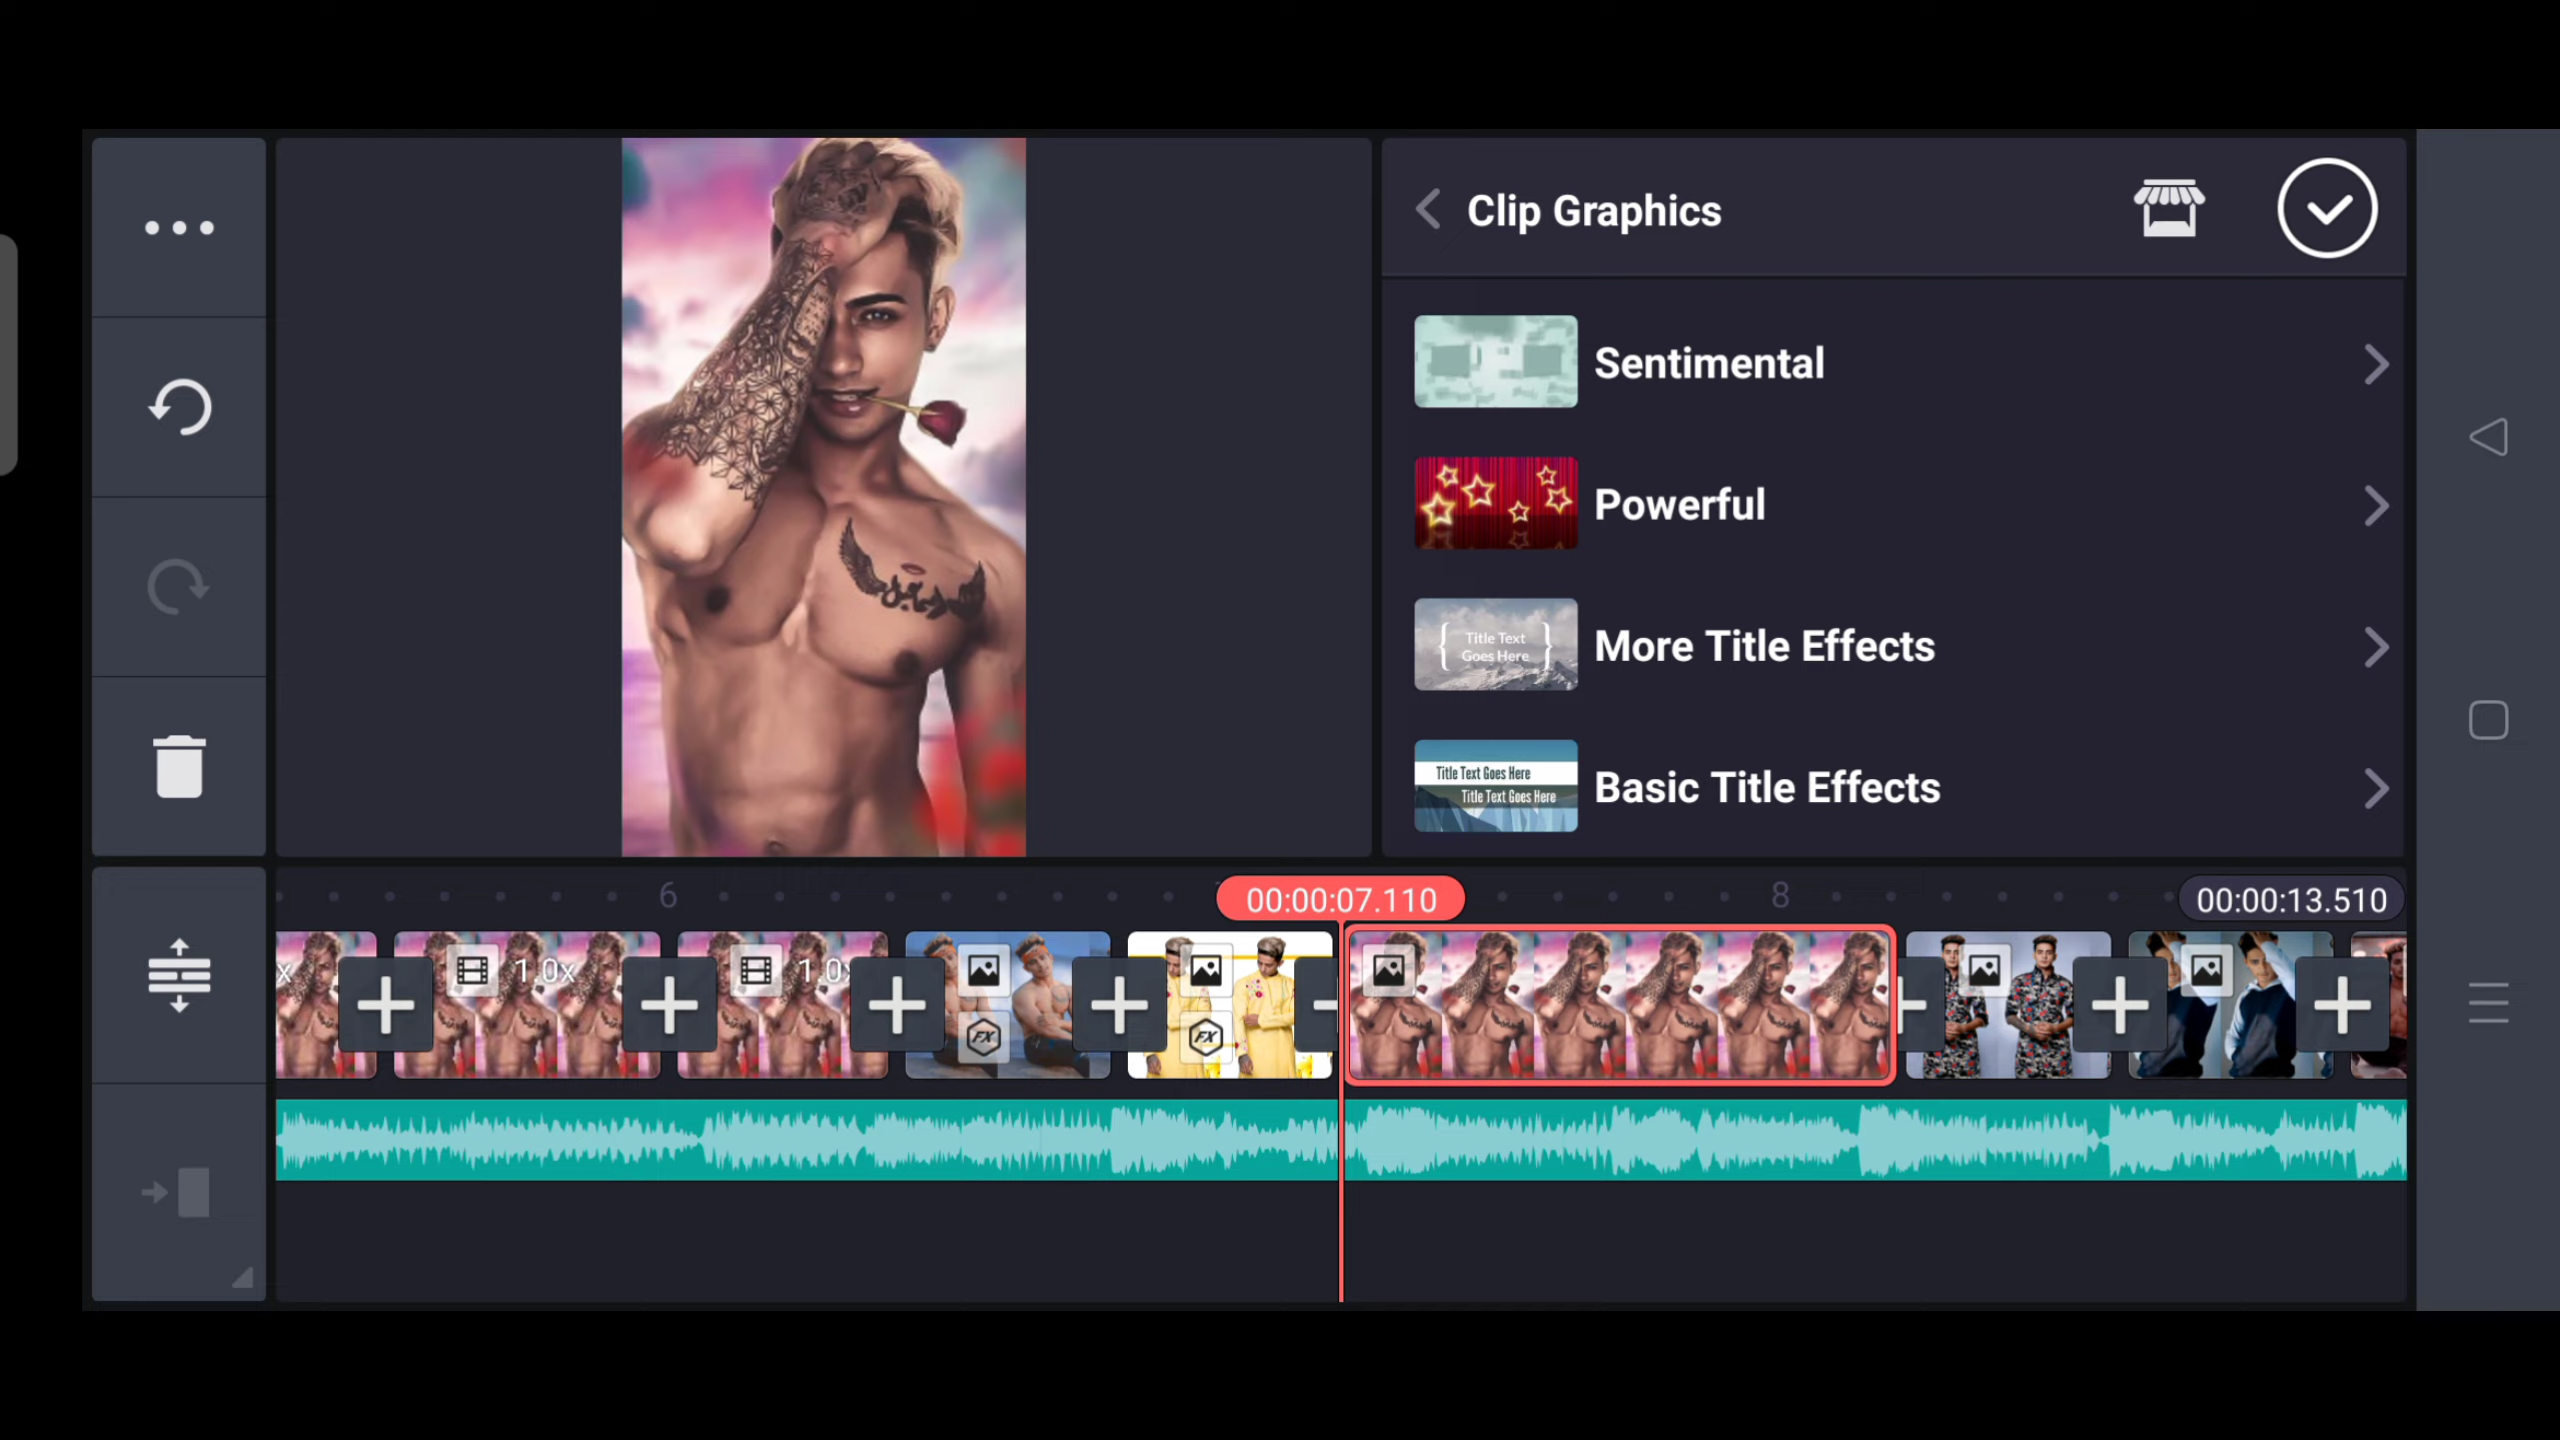 Clip Graphics
Sentimental
Powerful
Title Text
Goes Here
More Title Effects
Title Text Goes Here
Title Text Goes Here
Basic Title Effects
6
00:00:07.110
8
00:00:13.510
x
1.0x
1.0x
FX
FX